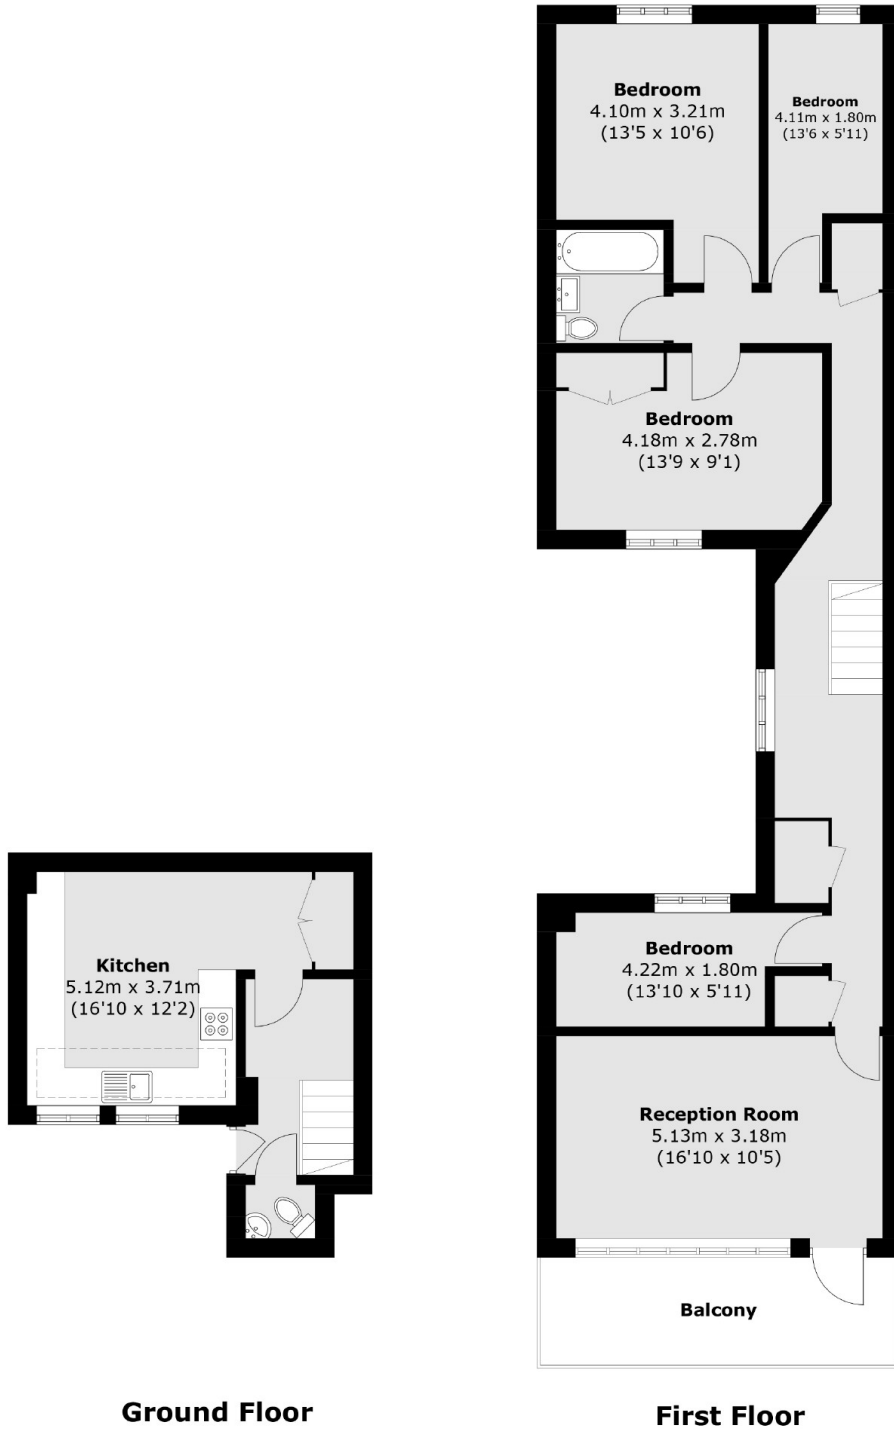 Bedroom
4.10m x 3.21m
(13'5 x 10'6)
Bedroom
4.11m x 1.80m
(13'6 x 5'11)
Bedroom
4.18m x 2.78m
(13'9 x 9'1)
Kitchen
5.12m x 3.71m
(16'10 x 12'2)
Bedroom
4.22m x 1.80m
(13'10 x 5'11)
Reception Room
5.13m x 3.18m
(16'10 x 10'5)
Balcony
Ground Floor
First Floor